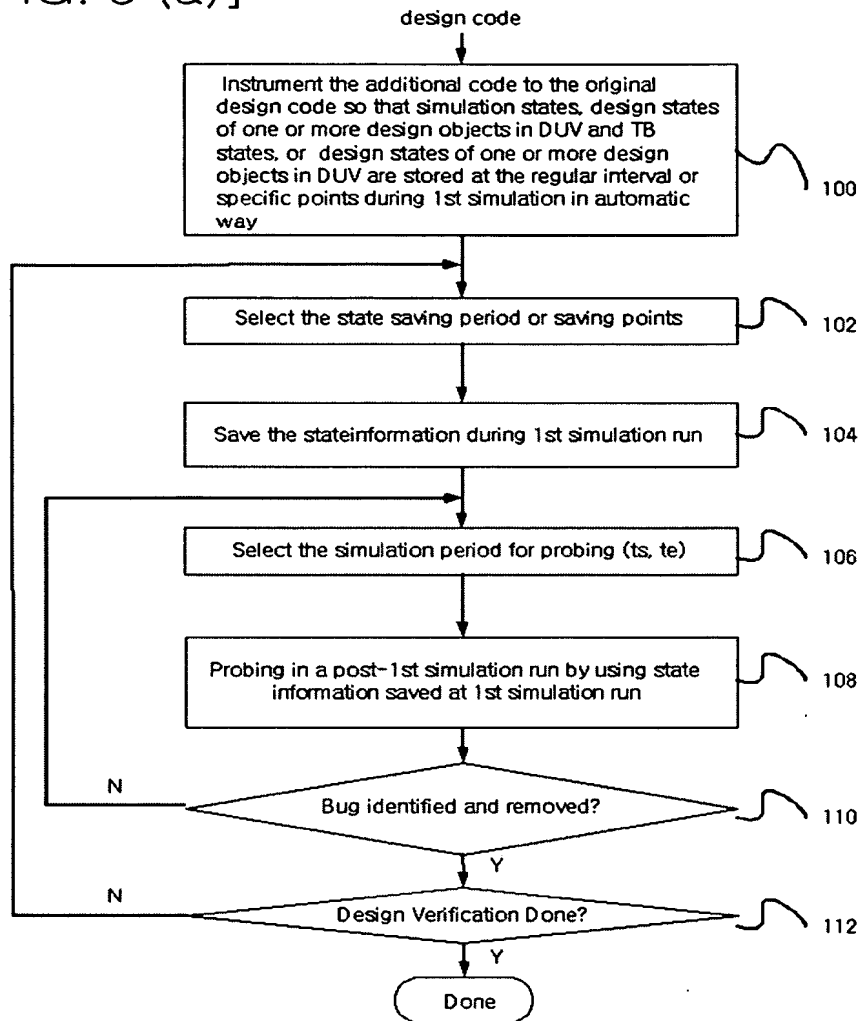 (a)]
design code
Instrument the additional code to the original
design code so that simulation states, design states
of one or more design objects in DUV and TB
states, or design states of one or more design
objects in DUV are stored at the regular interval or
specific points during 1st simulation in automatic
way
100
Select the state saving period or saving points
102
Save the stateinformation during 1st simulation run
104
Select the simulation period for probing (ts, te)
106
Probing in a post-1st simulation run by using state
information saved at 1st simulation run
108
N
Bug identified and removed?
110
Y
N
Design Verification Done?
112
Y
Done